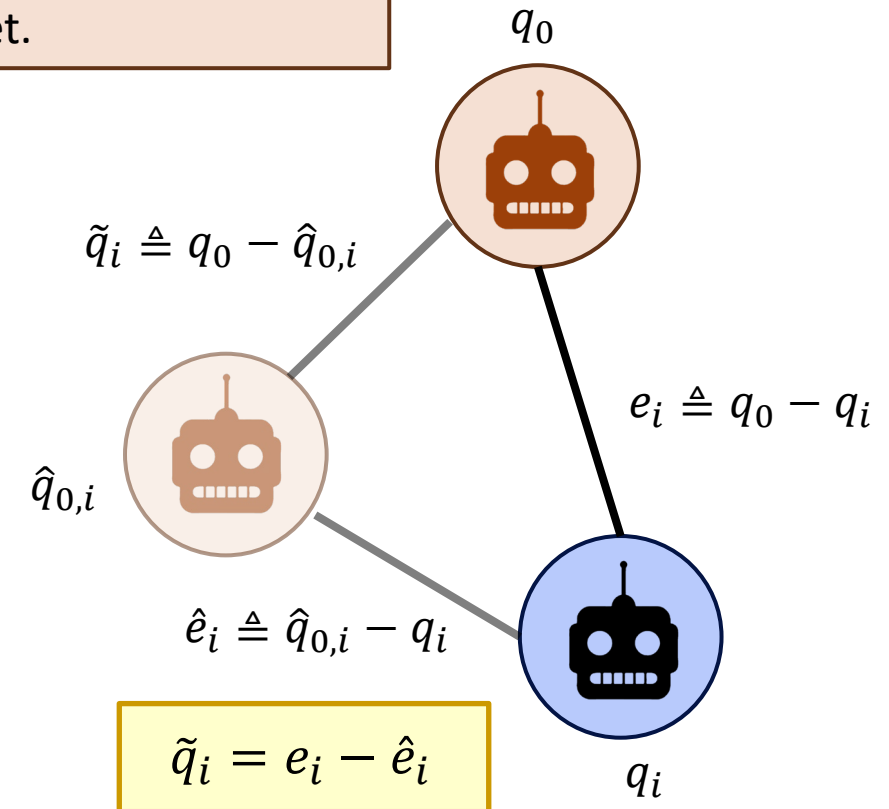 et.
q₀
q̃ᵢ ≜ q₀ − q̂₀,ᵢ
eᵢ ≜ q₀ − qᵢ
q̂₀,ᵢ
êᵢ ≜ q̂₀,ᵢ − qᵢ
q̃ᵢ = eᵢ − êᵢ
qᵢ